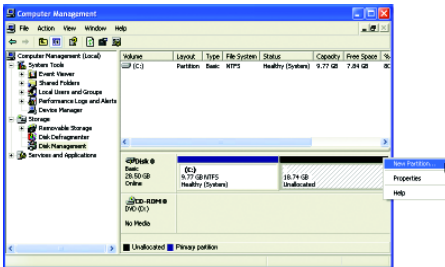 Computer Management
File Action View Window Help
Computer Management (Local)
System Tools
Event Viewer
Shared Folders
Local Users and Groups
Performance Logs and Alerts
Device Manager
Storage
Removable Storage
Disk Defragmenter
Disk Management
Services and Applications
Volume Layout Type File System Status Capacity Free Space %
(C:) Partition Basic NTFS Healthy (System) 9.77 GB 7.84 GB 80
Disk 0
Basic
28.50 GB
Online
(C:)
9.77 GB NTFS
Healthy (System)
18.74 GB
Unallocated
CD-ROM 0
DVD (D:)
No Media
Unallocated Primary partition
New Partition...
Properties
Help